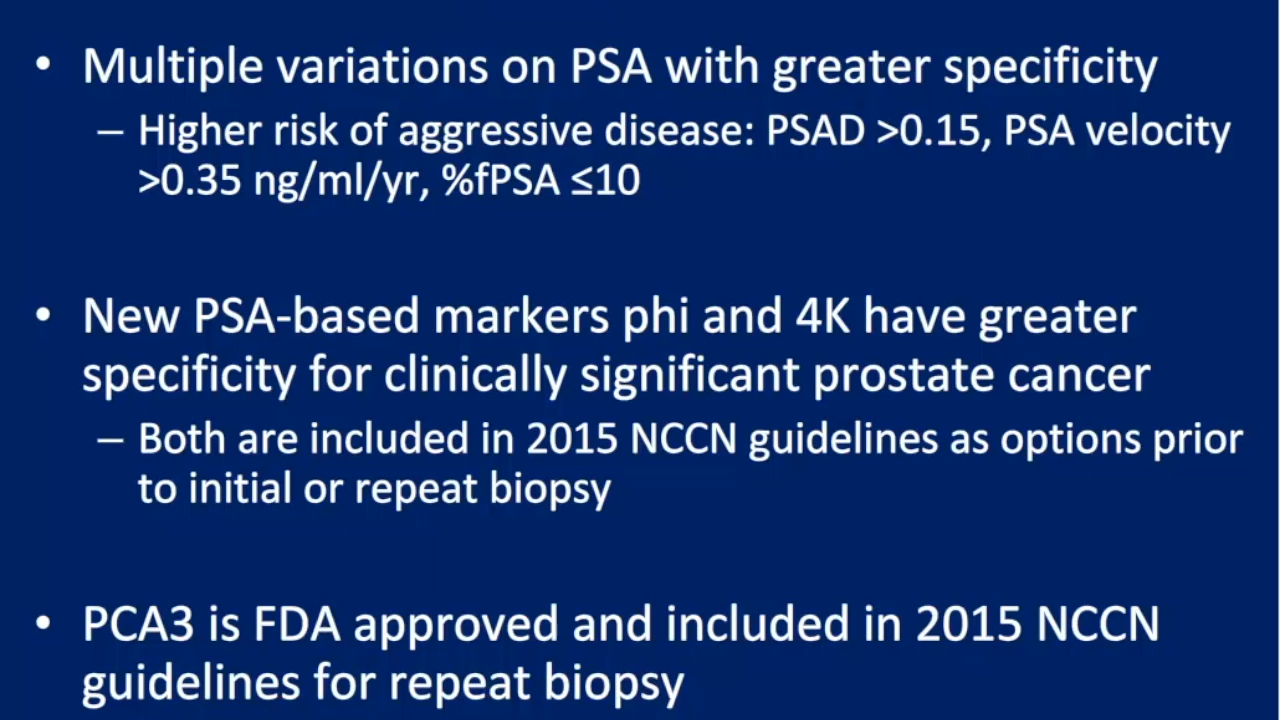 • Multiple variations on PSA with greater specificity
– Higher risk of aggressive disease: PSAD >0.15, PSA velocity
>0.35 ng/ml/yr, %fPSA ≤10
• New PSA-based markers phi and 4K have greater
specificity for clinically significant prostate cancer
– Both are included in 2015 NCCN guidelines as options prior
to initial or repeat biopsy
• PCA3 is FDA approved and included in 2015 NCCN
guidelines for repeat biopsy